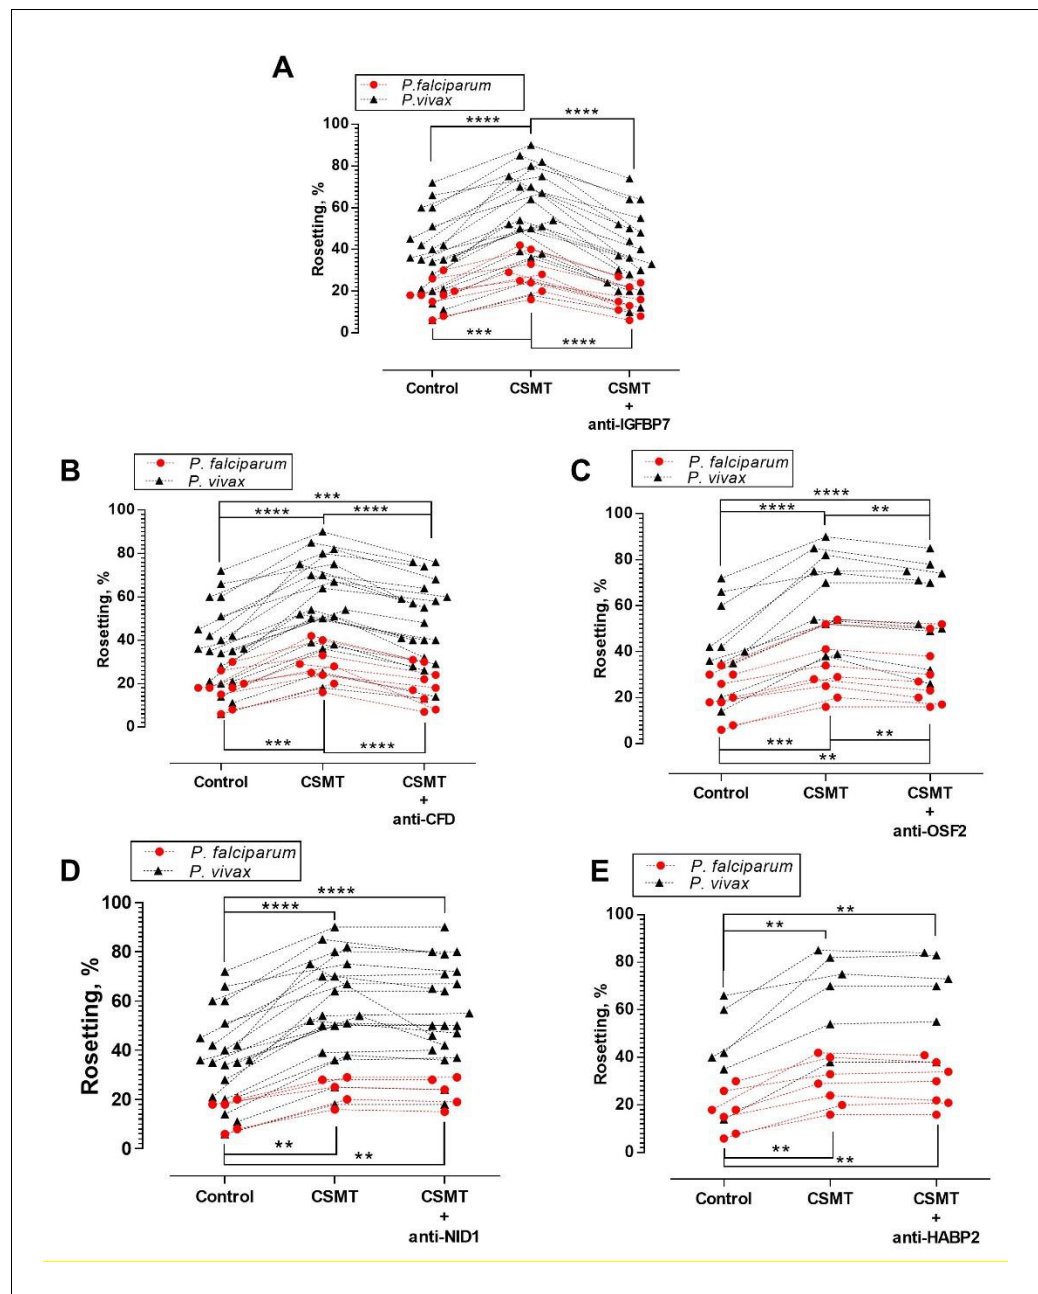 A
P.falciparum
P.vivax
**** ****
100
80
60
40
20
0
Rosetting, %
*** ****
Control CSMT CSMT
+
anti-IGFBP7
B
P. falciparum
P. vivax
***
**** ****
100
80
60
40
20
0
Rosetting, %
*** ****
Control CSMT CSMT
+
anti-CFD
C
P. falciparum
P. vivax
****
**** **
100
80
60
40
20
0
Rosetting, %
*** **
**
Control CSMT CSMT
+
anti-OSF2
D
P. falciparum
P. vivax
****
****
100
80
60
40
20
0
Rosetting, %
**
**
Control CSMT CSMT
+
anti-NID1
E
P. falciparum
P. vivax
**
**
100
80
60
40
20
0
Rosetting, %
**
**
Control CSMT CSMT
+
anti-HABP2